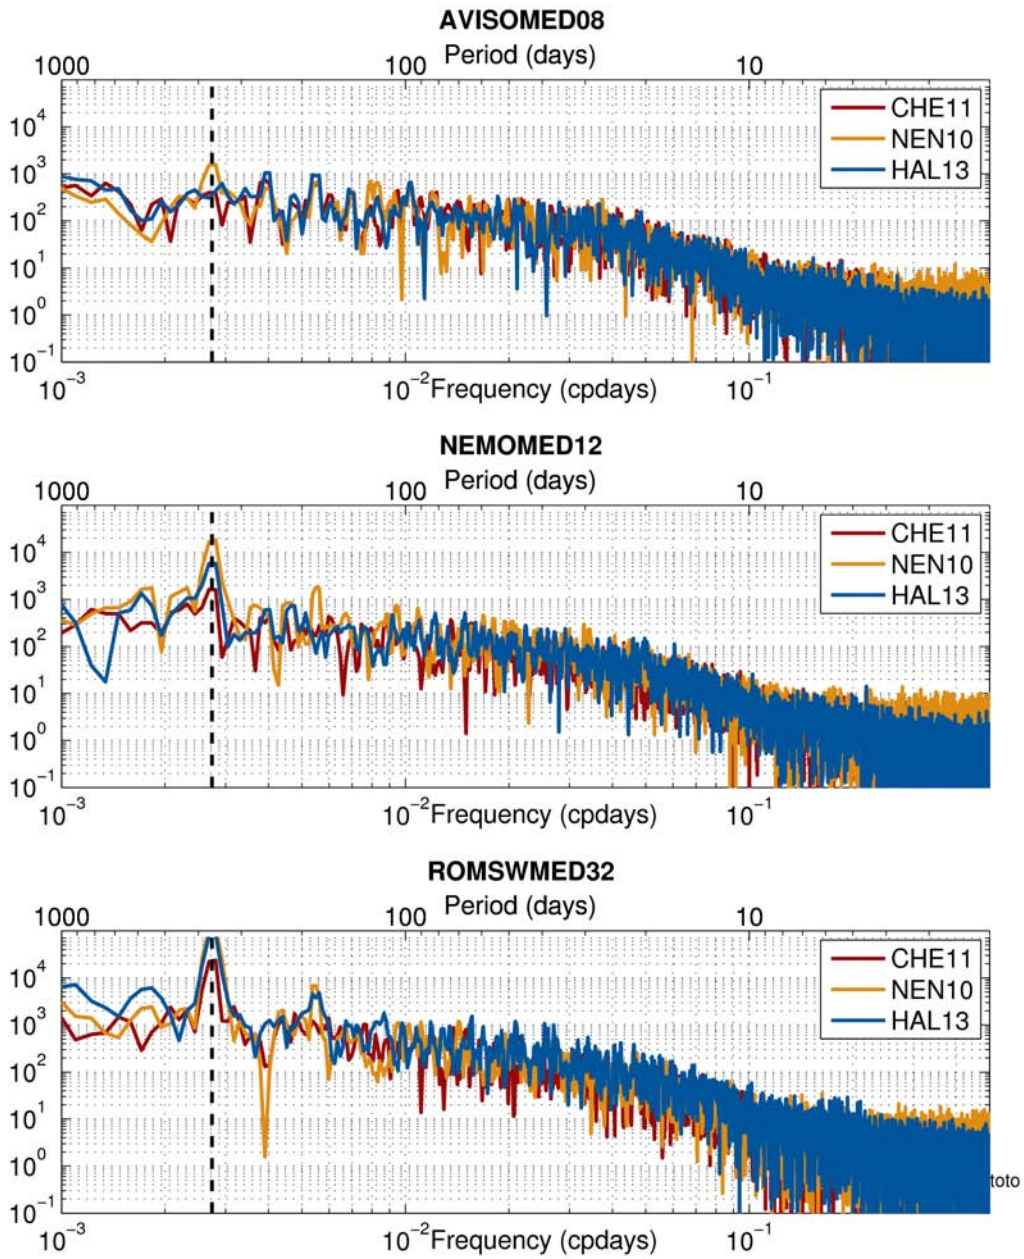 AVISOMED08
Period (days)
1000 100 10
CHE11
NEN10
HAL13
10^4
10^3
10^2
10^1
10^0
10^-1
10^-3 10^-2 Frequency (cpdays) 10^-1
NEMOMED12
Period (days)
1000 100 10
CHE11
NEN10
HAL13
10^4
10^3
10^2
10^1
10^0
10^-1
10^-3 10^-2 Frequency (cpdays) 10^-1
ROMSWMED32
Period (days)
1000 100 10
CHE11
NEN10
HAL13
10^4
10^3
10^2
10^1
10^0
10^-1
toto
10^-3 10^-2 Frequency (cpdays) 10^-1